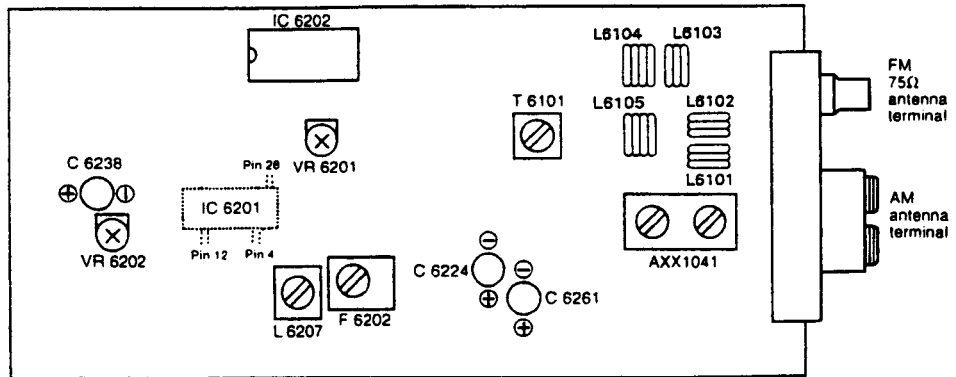 IC 6202
L6104
L6103
FM
75Ω
antenna
terminal
T 6101
L6105
L6102
C 6238
Pin 26
VR 6201
L6101
IC 6201
AM
antenna
terminal
VR 6202
Pin 12
Pin 4
AXX1041
C 6224
C 6261
L 6207
F 6202